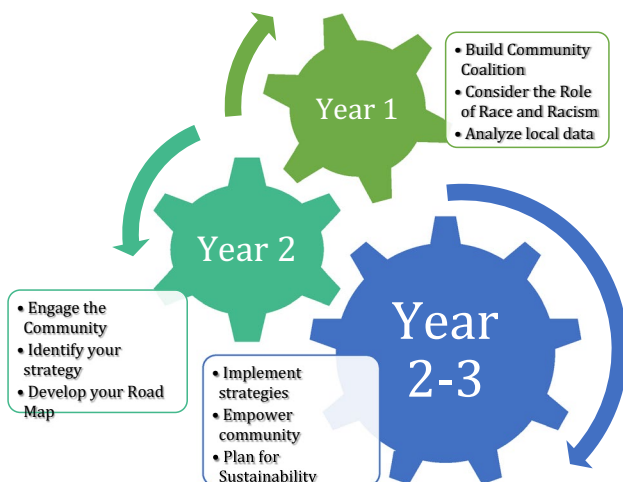 Year 1
• Build Community
Coalition
• Consider the Role
of Race and Racism
• Analyze local data
Year 2
• Engage the
Community
• Identify your
strategy
• Develop your Road
Map
Year
2-3
• Implement
strategies
• Empower
community
• Plan for
Sustainability